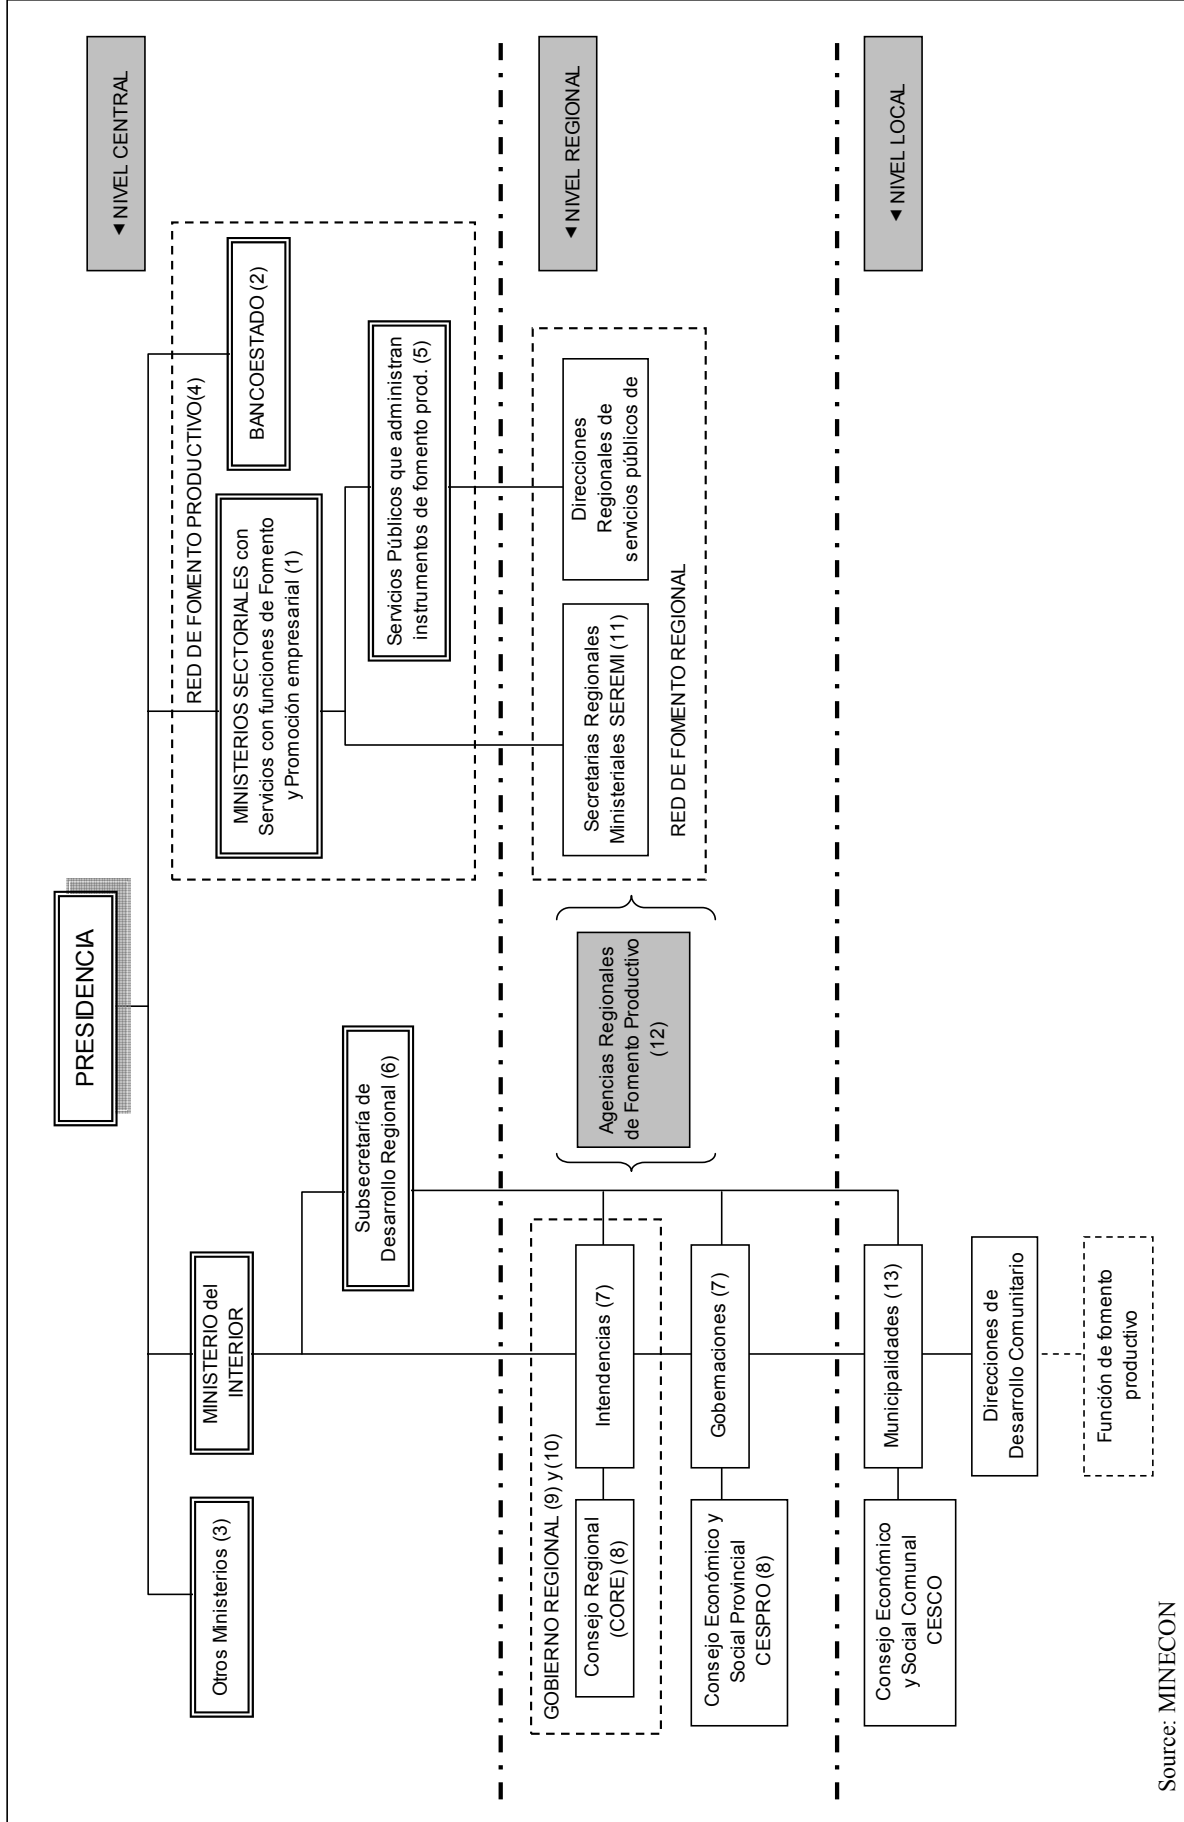 PRESIDENCIA
◄ NIVEL CENTRAL
Otros Ministerios (3)
MINISTERIO del
INTERIOR
RED DE FOMENTO PRODUCTIVO(4)
MINISTERIOS SECTORIALES con
Servicios con funciones de Fomento
y Promoción empresarial (1)
BANCOESTADO (2)
Subsecretaría de
Desarrollo Regional (6)
Servicios Públicos que administran
instrumentos de fomento prod. (5)
◄ NIVEL REGIONAL
GOBIERNO REGIONAL (9) y (10)
Consejo Regional
(CORE) (8)
Intendencias (7)
Agencias Regionales
de Fomento Productivo
(12)
Secretarias Regionales
Ministeriales SEREMI (11)
Direcciones
Regionales de
servicios públicos de
RED DE FOMENTO REGIONAL
Consejo Económico y
Social Provincial
CESPRO (8)
Gobernaciones (7)
◄ NIVEL LOCAL
Consejo Económico
y Social Comunal
CESCO
Municipalidades (13)
Direcciones de
Desarrollo Comunitario
Función de fomento
productivo
Source: MINECON